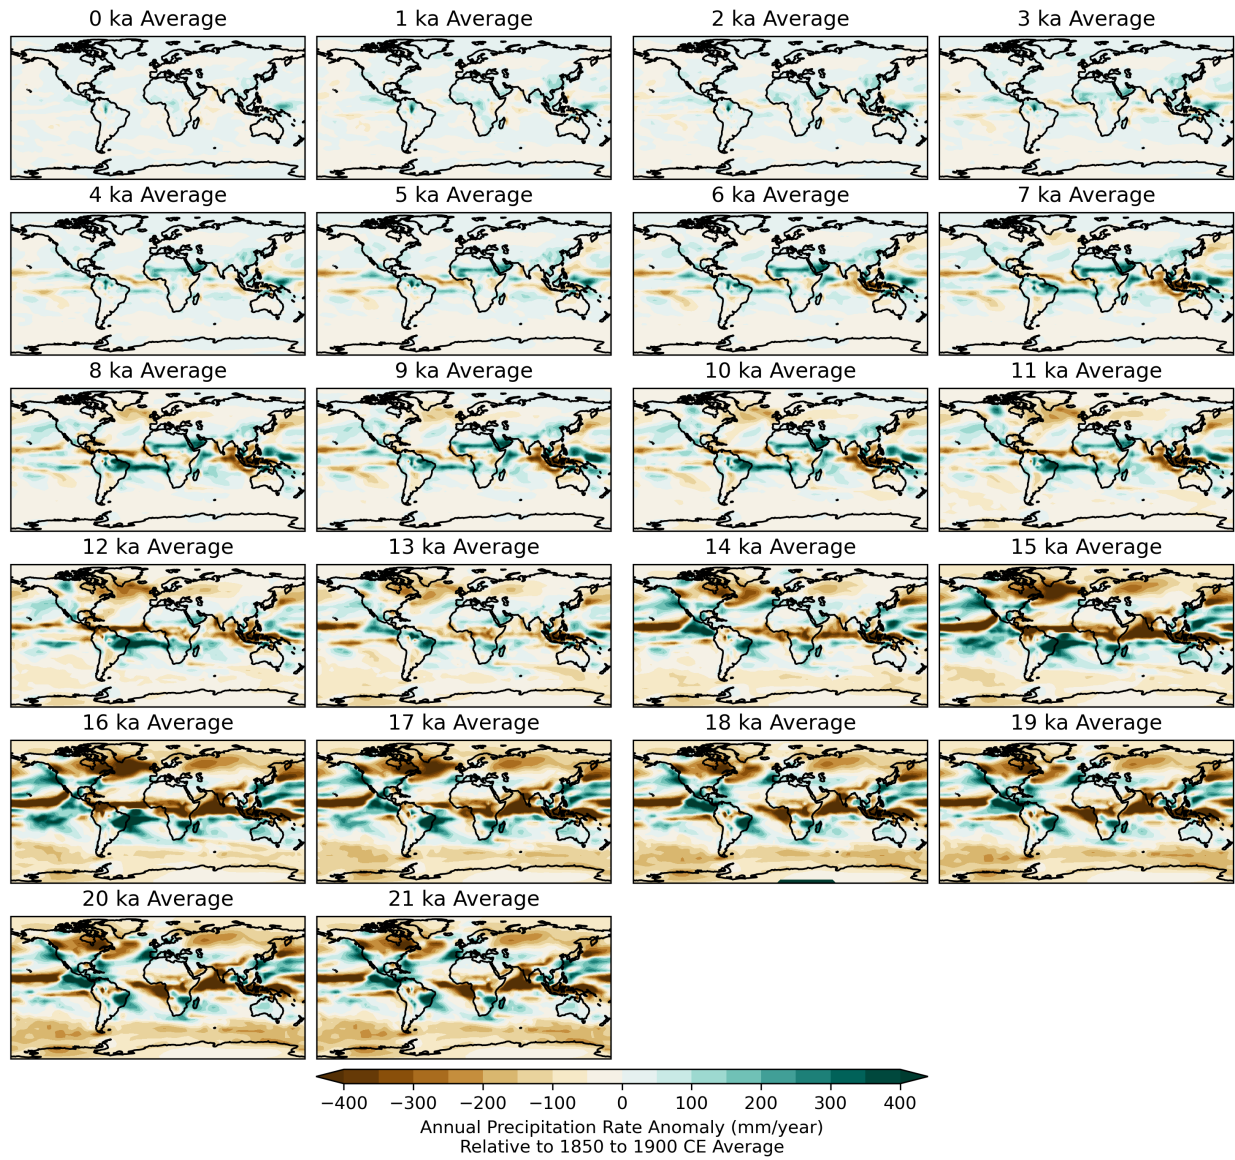 0 ka Average
1 ka Average
2 ka Average
3 ka Average
4 ka Average
5 ka Average
6 ka Average
7 ka Average
8 ka Average
9 ka Average
10 ka Average
11 ka Average
12 ka Average
13 ka Average
14 ka Average
15 ka Average
16 ka Average
17 ka Average
18 ka Average
19 ka Average
20 ka Average
21 ka Average
−400 −300 −200 −100 0 100 200 300 400
Annual Precipitation Rate Anomaly (mm/year)
Relative to 1850 to 1900 CE Average